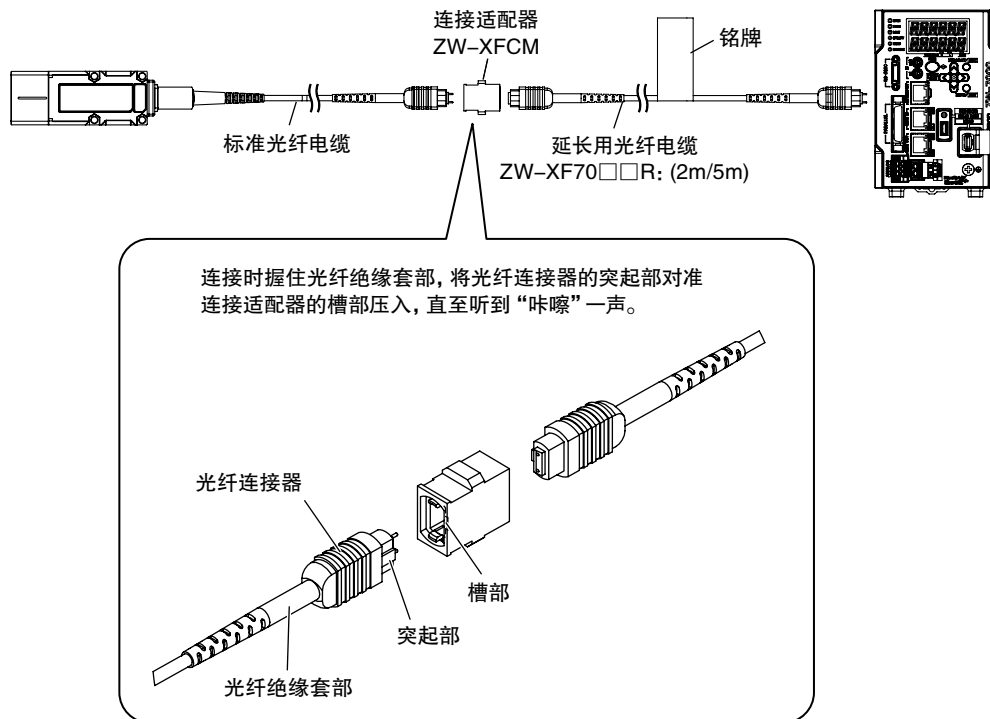 连接适配器
ZW–XFCM
铭牌
标准光纤电缆
延长用光纤电缆
ZW–XF70□□R: (2m/5m)
连接时握住光纤绝缘套部，将光纤连接器的突起部对准
连接适配器的槽部压入，直至听到“咔嚓”一声。
光纤连接器
槽部
突起部
光纤绝缘套部